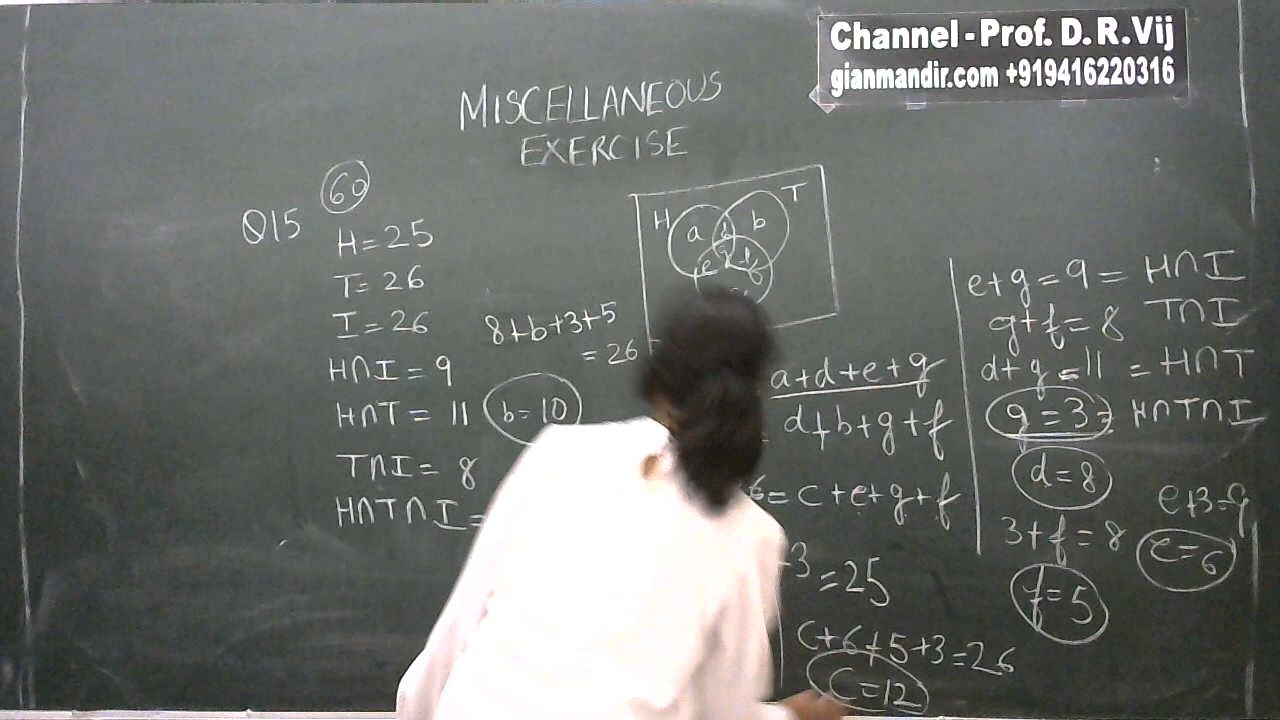 Channel - Prof. D. R. Vij
gianmandir.com +919416220316
MISCELLANEOUS
EXERCISE
Q15
60
H = 25
T = 26
I = 26
H∩I = 9
H∩T = 11
T∩I = 8
H∩T∩I =
8+b+3+5
= 26
b = 10
H
T
a
b
e
a+d+e+g
d+b+g+f
6 = c+e+g+f
+3
= 25
c+6+5+3=26
c=12
e+g = 9 = H∩I
g+f = 8 T∩I
d+g = 11 = H∩T
g = 3 = H∩T∩I
d=8
e+3=9
3+f=8
e=6
f=5